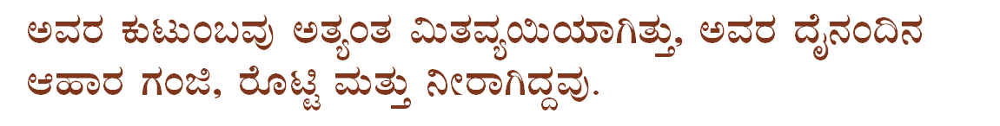 ಅವರ ಕುಟುಂಬವು ಅತ್ಯಂತ ಮಿತವ್ಯಯಿಯಾಗಿತ್ತು, ಅವರ ದೈನಂದಿನ
ಆಹಾರ ಗಂಜಿ, ರೊಟ್ಟಿ ಮತ್ತು ನೀರಾಗಿದ್ದವು.